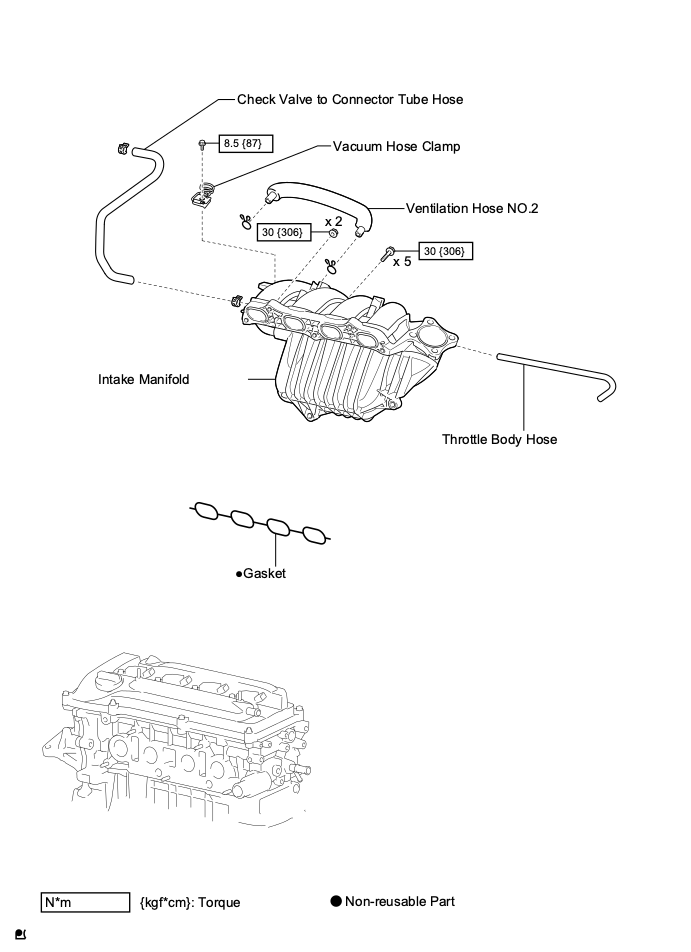 Check Valve to Connector Tube Hose
8.5 {87}
Vacuum Hose Clamp
Ventilation Hose NO.2
x 2
30 {306}
30 {306}
x 5
Intake Manifold
Throttle Body Hose
●Gasket
N*m {kgf*cm}: Torque ● Non-reusable Part